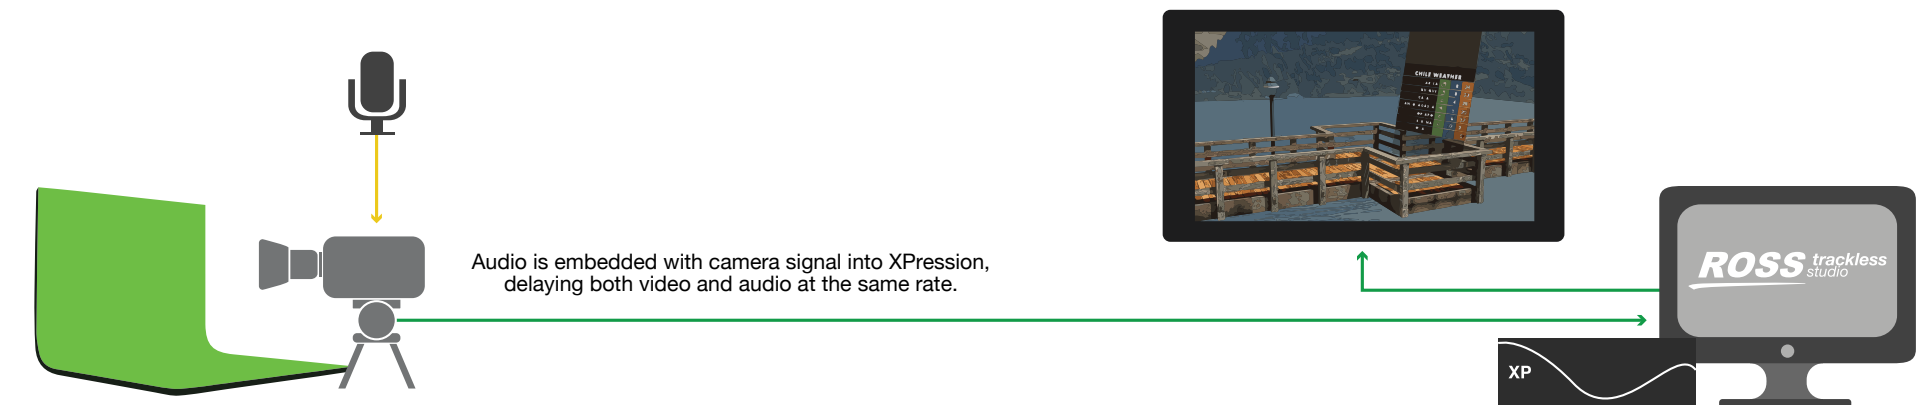 CHILE WEATHER
Audio is embedded with camera signal into XPression,
delaying both video and audio at the same rate.
ROSS trackless
studio
XP